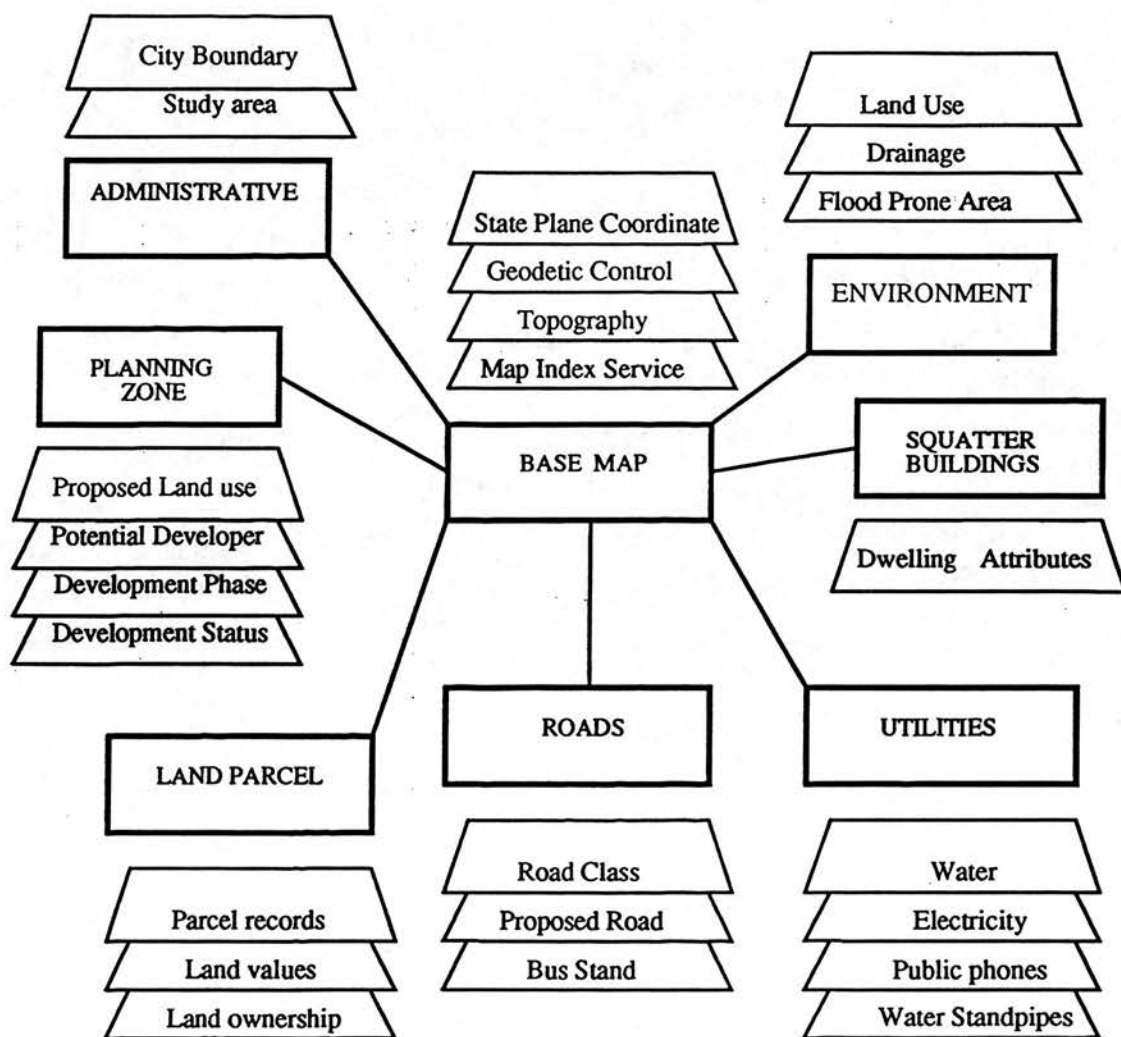 City Boundary
Study area
ADMINISTRATIVE
State Plane Coordinate
Geodetic Control
Topography
Map Index Service
BASE MAP
Land Use
Drainage
Flood Prone Area
ENVIRONMENT
PLANNING
ZONE
Proposed Land use
Potential Developer
Development Phase
Development Status
SQUATTER
BUILDINGS
Dwelling Attributes
LAND PARCEL
Parcel records
Land values
Land ownership
ROADS
Road Class
Proposed Road
Bus Stand
UTILITIES
Water
Electricity
Public phones
Water Standpipes